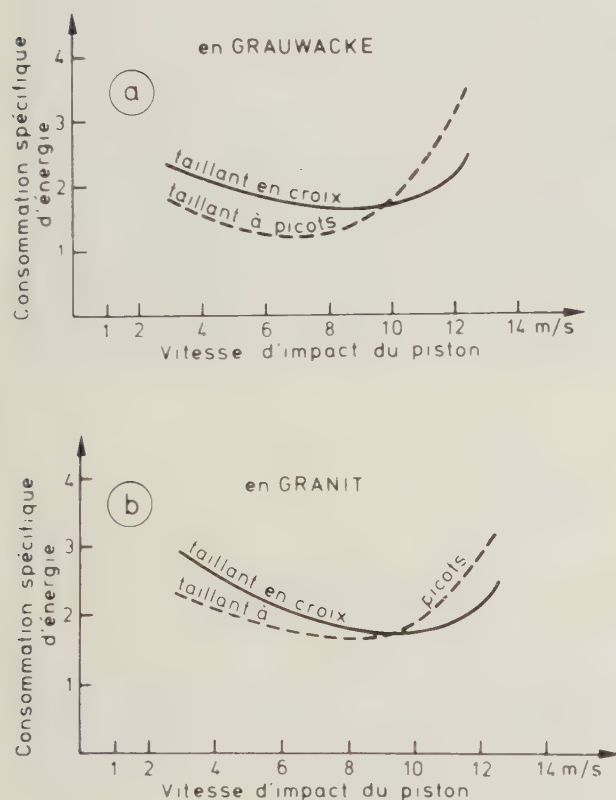 en GRAUWACKE
a
Consommation spécifique
d'énergie
4
3
2
1
taillant en croix
taillant à picots
1 2 4 6 8 10 12 14 m/s
Vitesse d'impact du piston
en GRANIT
b
Consommation spécifique
d'énergie
4
3
2
1
taillant en croix
taillant à picots
1 2 4 6 8 10 12 14 m/s
Vitesse d'impact du piston